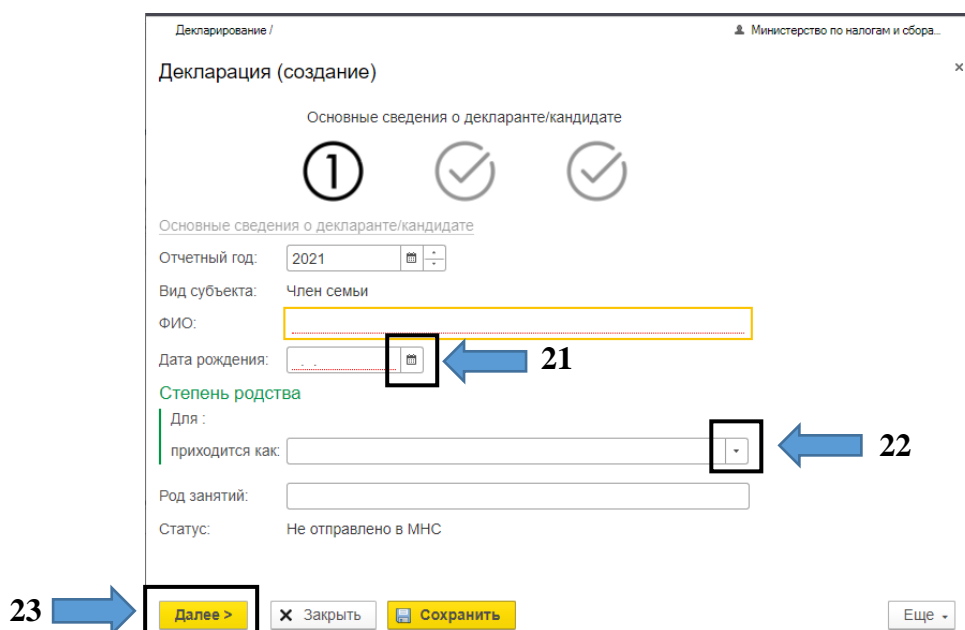 Декларирование /
Министерство по налогам и сбора...
Декларация (создание)
×
Основные сведения о декларанте/кандидате
1
Основные сведения о декларанте/кандидате
Отчетный год: 2021
Вид субъекта: Член семьи
ФИО:
Дата рождения: . .
21
Степень родства
Для :
приходится как:
22
Род занятий:
Статус: Не отправлено в МНС
23
Далее > × Закрыть Сохранить Еще